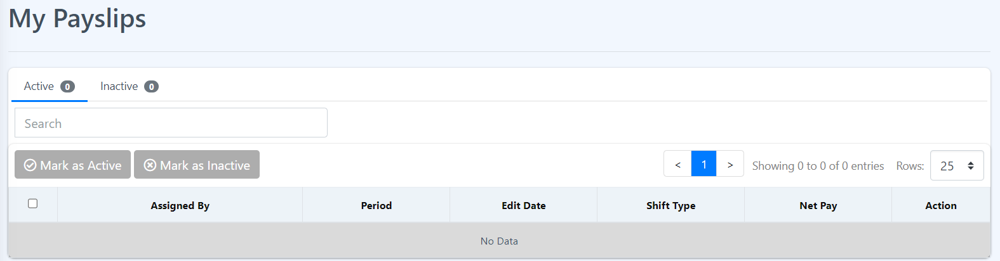 My Payslips
Active 0 Inactive 0
Search
Mark as Active Mark as Inactive < 1 > Showing 0 to 0 of 0 entries Rows: 25
Assigned By Period Edit Date Shift Type Net Pay Action
No Data